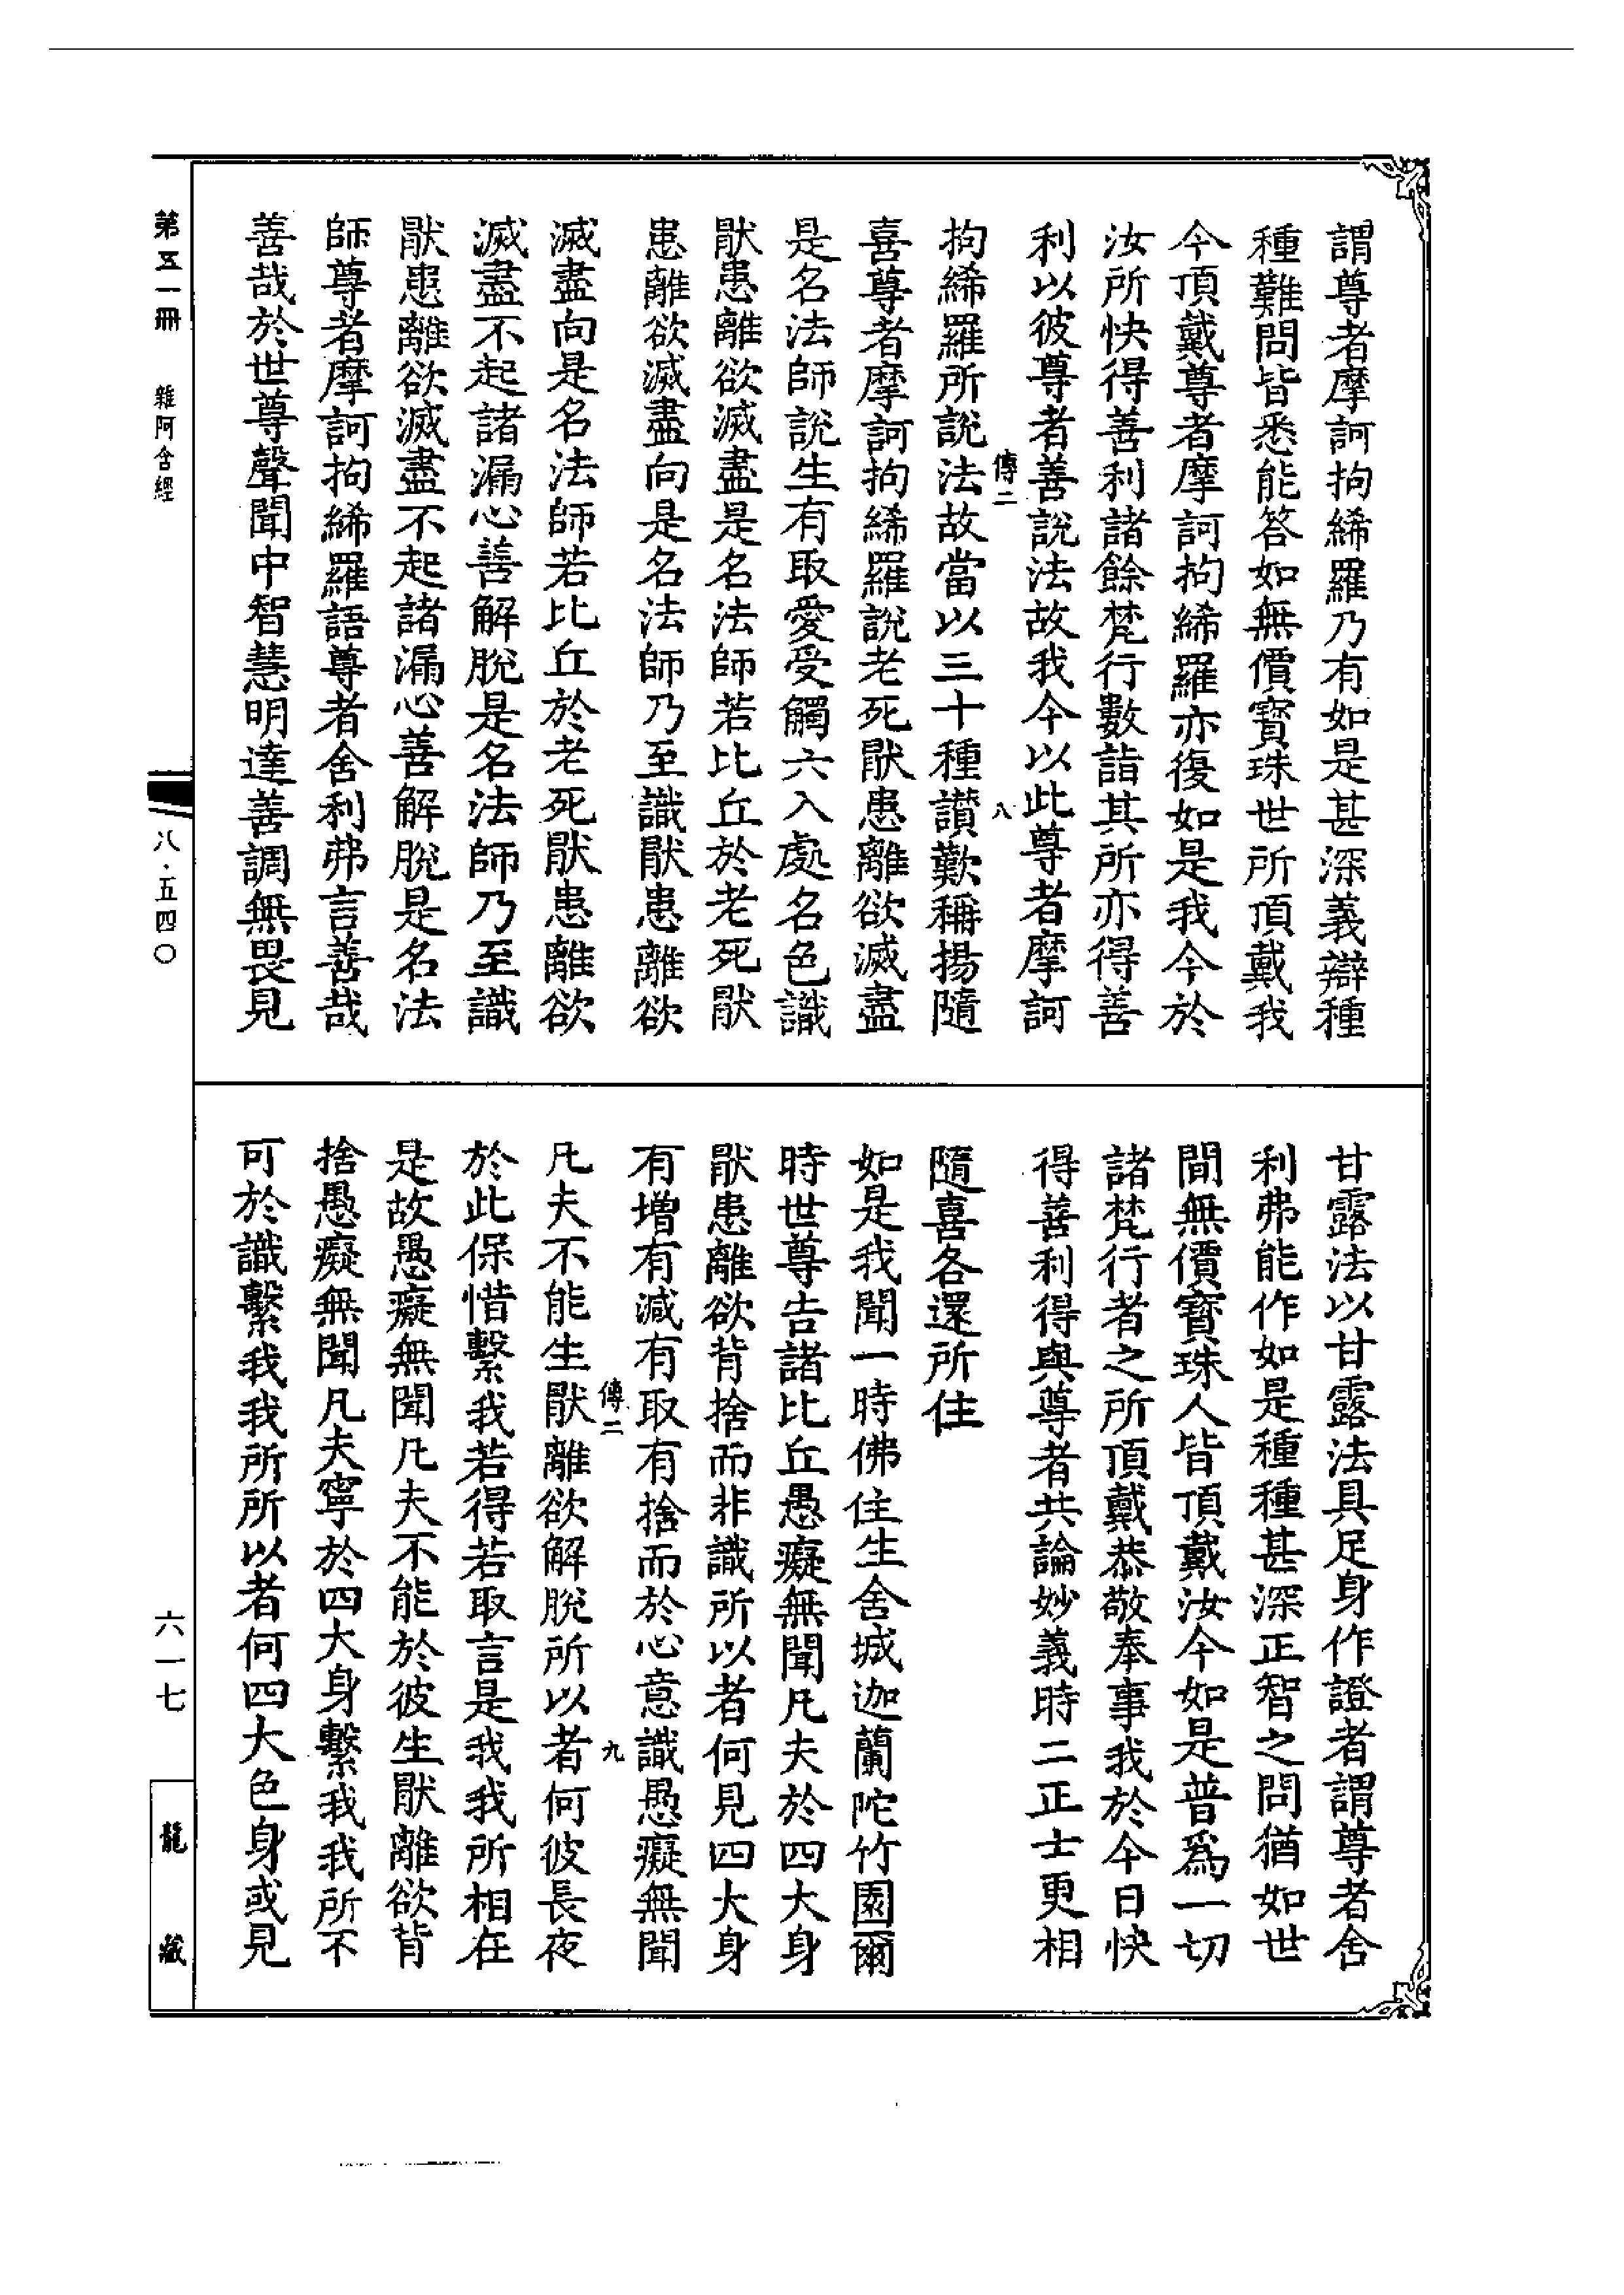 謂尊者摩訶拘絺羅乃有如是甚深義辯種
種難問皆悉能答如無價寶珠世所頂戴我
今頂戴尊者摩訶拘絺羅亦復如是我今於
汝所快得善利諸餘梵行數詣其所亦得善
利以彼尊者善說法故我今以此尊者摩訶
傳二
八
拘絺羅所說法故當以三十種讚歎稱揚隨
喜尊者摩訶拘絺羅說老死猒患離欲滅盡
是名法師說生有取愛受觸六入處名色識
猒患離欲滅盡是名法師若比丘於老死猒
患離欲滅盡向是名法師乃至識猒患離欲
滅盡向是名法師若比丘於老死猒患離欲
滅盡不起諸漏心善解脫是名法師乃至識
猒患離欲滅盡不起諸漏心善解脫是名法
師尊者摩訶拘絺羅語尊者舍利弗言善哉
善哉於世尊聲聞中智慧明達善調無畏見
甘露法以甘露法具足身作證者謂尊者舍
利弗能作如是種種甚深正智之問猶如世
間無價寶珠人皆頂戴汝今如是普爲一切
諸梵行者之所頂戴恭敬奉事我於今日快
得善利得與尊者共論妙義時二正士更相
隨喜各還所住
如是我聞一時佛住王舍城迦蘭陀竹園爾
時世尊告諸比丘愚癡無聞凡夫於四大身
猒患離欲背捨而非識所以者何見四大身
有增有減有取有捨而於心意識愚癡無聞
傳二
九
凡夫不能生猒離欲解脫所以者何彼長夜
於此保惜繫我若得若取言是我我所相在
是故愚癡無聞凡夫不能於彼生猒離欲背
捨愚癡無聞凡夫寧於四大身繫我我所不
可於識繫我我所所以者何四大色身或見
第五一冊
雜阿含經
八·五四〇
六一七
龍藏